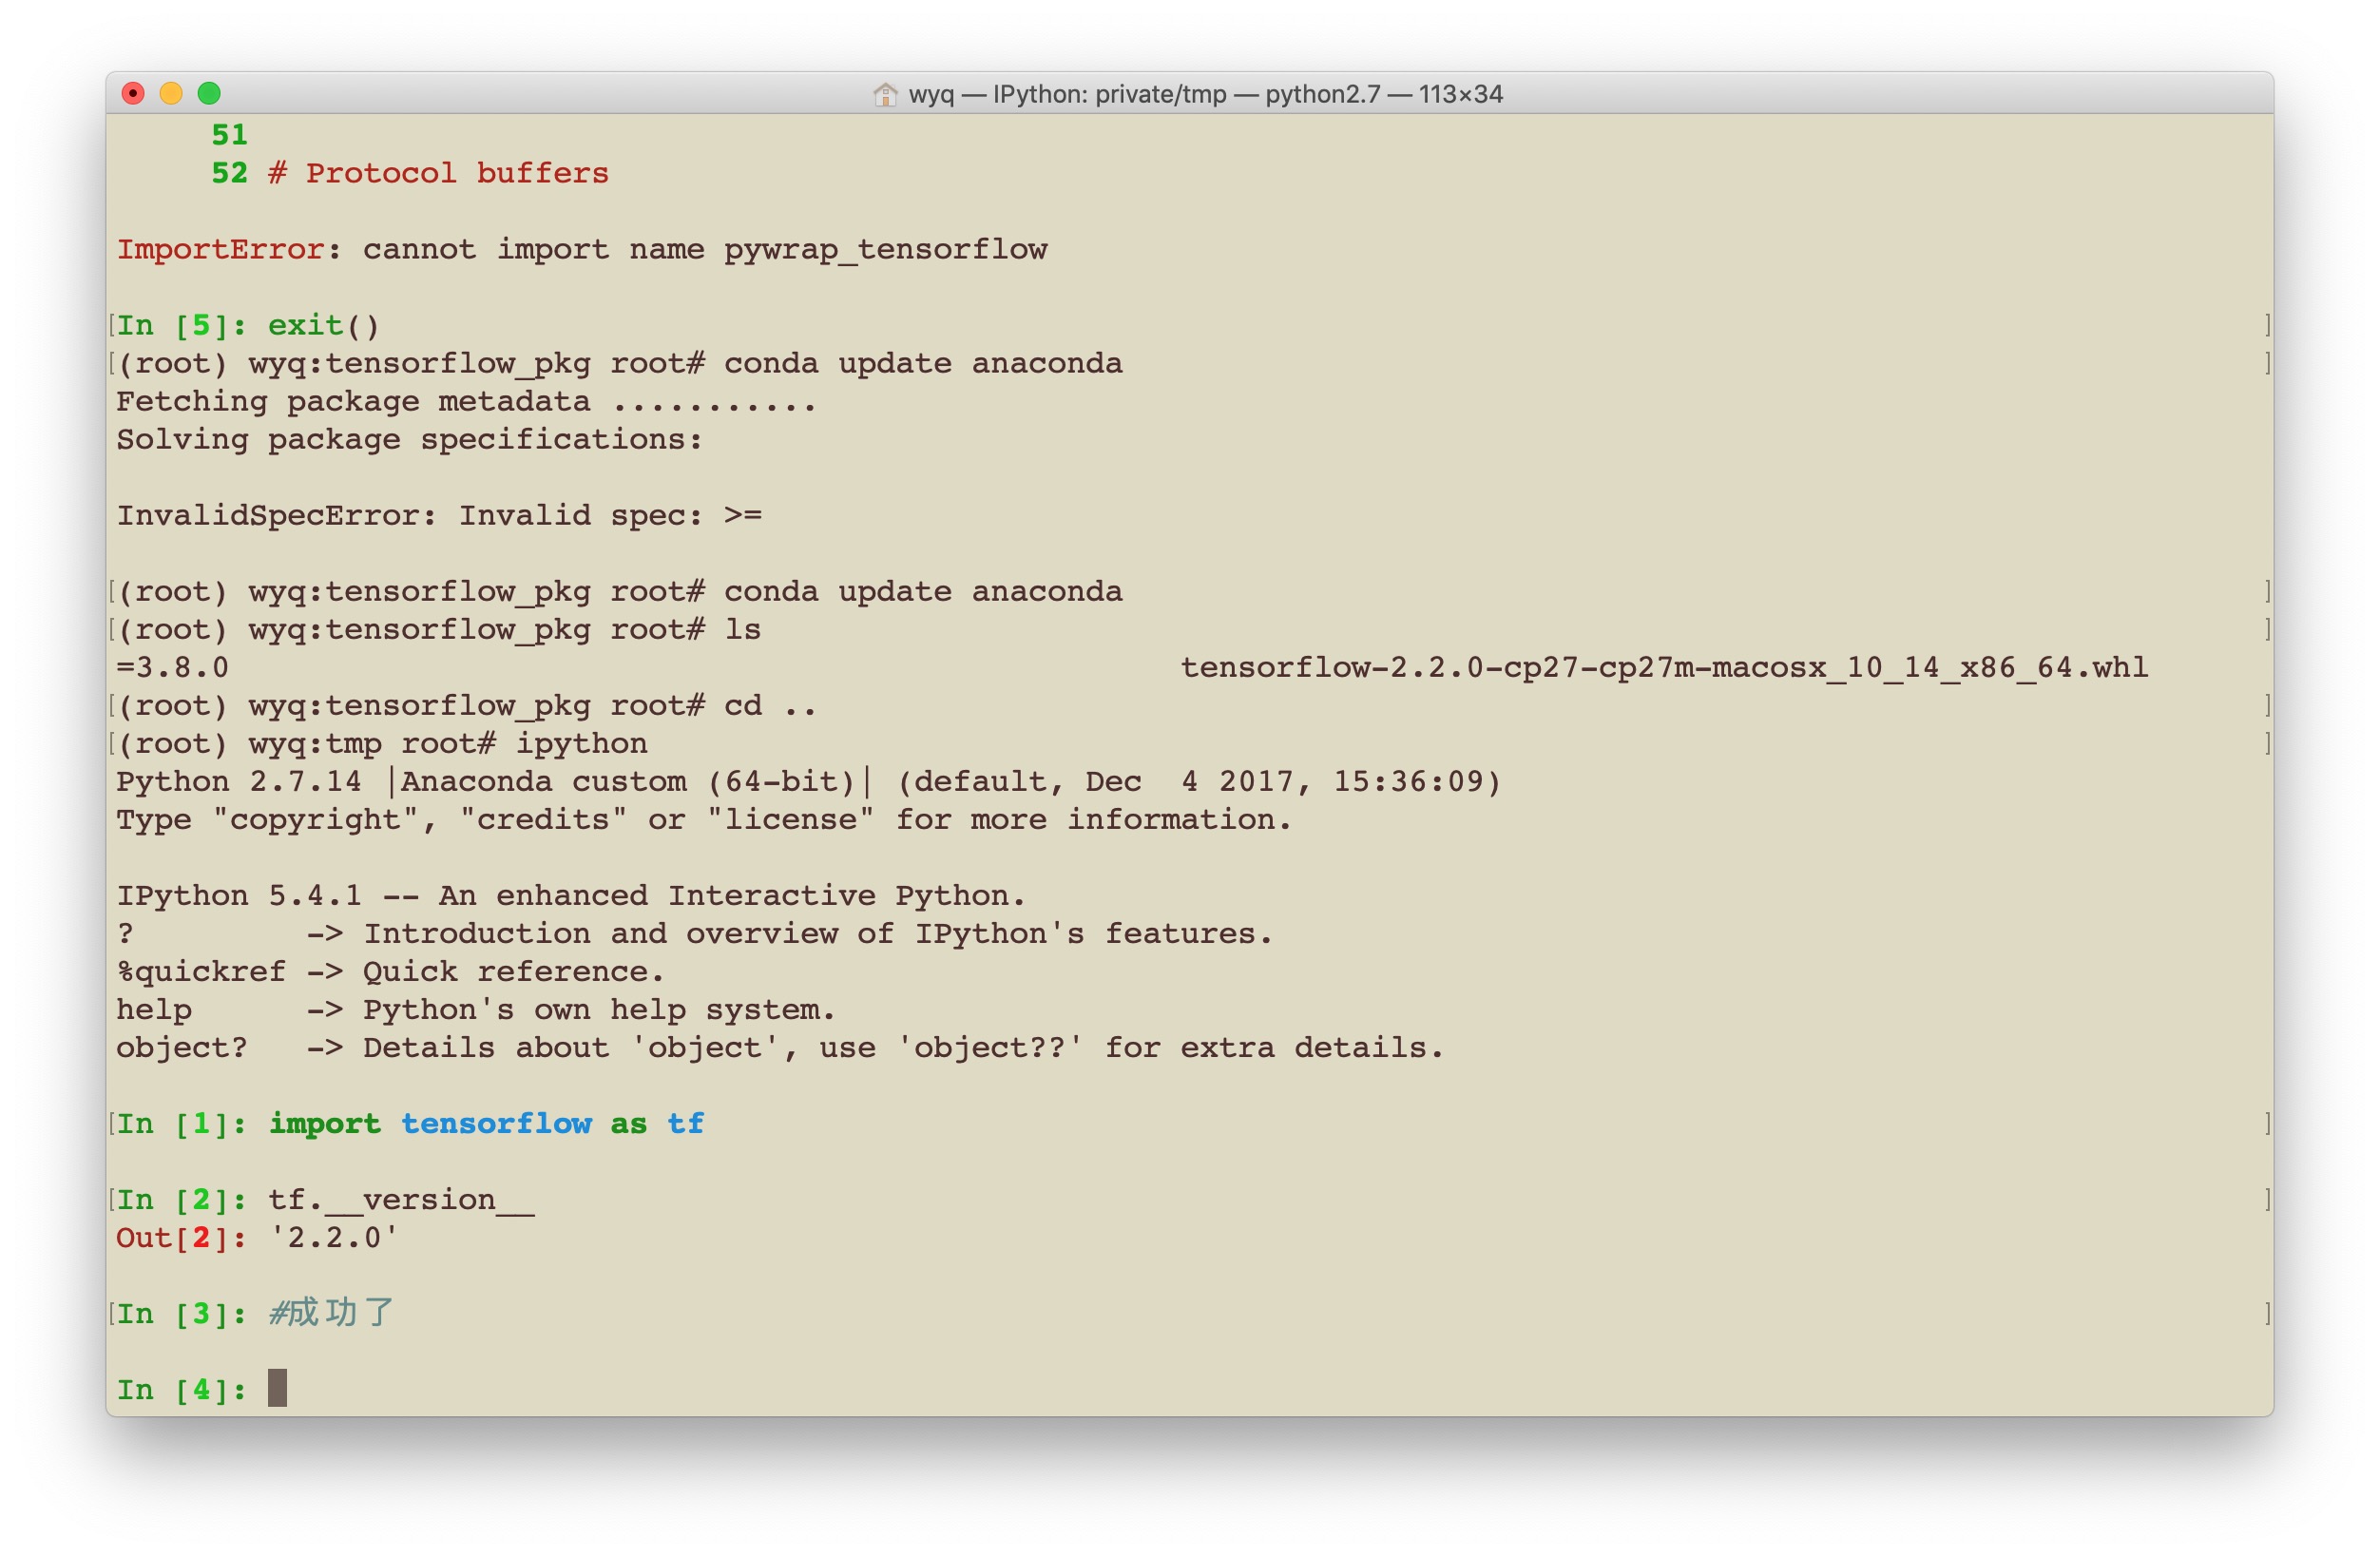 wyq — IPython: private/tmp — python2.7 — 113×34
51
52 # Protocol buffers
ImportError: cannot import name pywrap_tensorflow
[In [5]: exit() ]
[(root) wyq:tensorflow_pkg root# conda update anaconda ]
Fetching package metadata ...........
Solving package specifications:
InvalidSpecError: Invalid spec: >=
[(root) wyq:tensorflow_pkg root# conda update anaconda ]
[(root) wyq:tensorflow_pkg root# ls ]
=3.8.0 tensorflow-2.2.0-cp27-cp27m-macosx_10_14_x86_64.whl
[(root) wyq:tensorflow_pkg root# cd .. ]
[(root) wyq:tmp root# ipython ]
Python 2.7.14 |Anaconda custom (64-bit)| (default, Dec  4 2017, 15:36:09)
Type "copyright", "credits" or "license" for more information.
IPython 5.4.1 -- An enhanced Interactive Python.
?         -> Introduction and overview of IPython's features.
%quickref -> Quick reference.
help      -> Python's own help system.
object?   -> Details about 'object', use 'object??' for extra details.
[In [1]: import tensorflow as tf ]
[In [2]: tf.__version__ ]
Out[2]: '2.2.0'
[In [3]: #成功了 ]
In [4]: